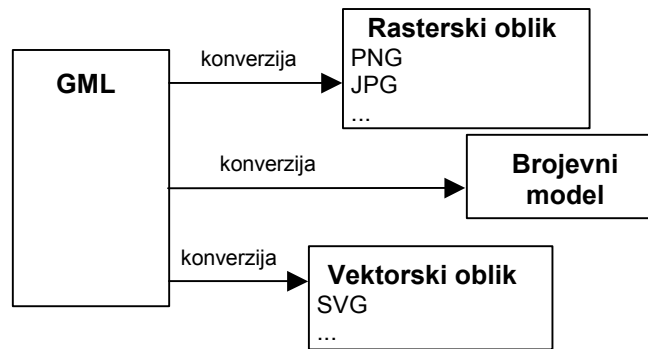 GML
konverzija
Rasterski oblik
PNG
JPG
...
konverzija
Brojevni
model
konverzija
Vektorski oblik
SVG
...